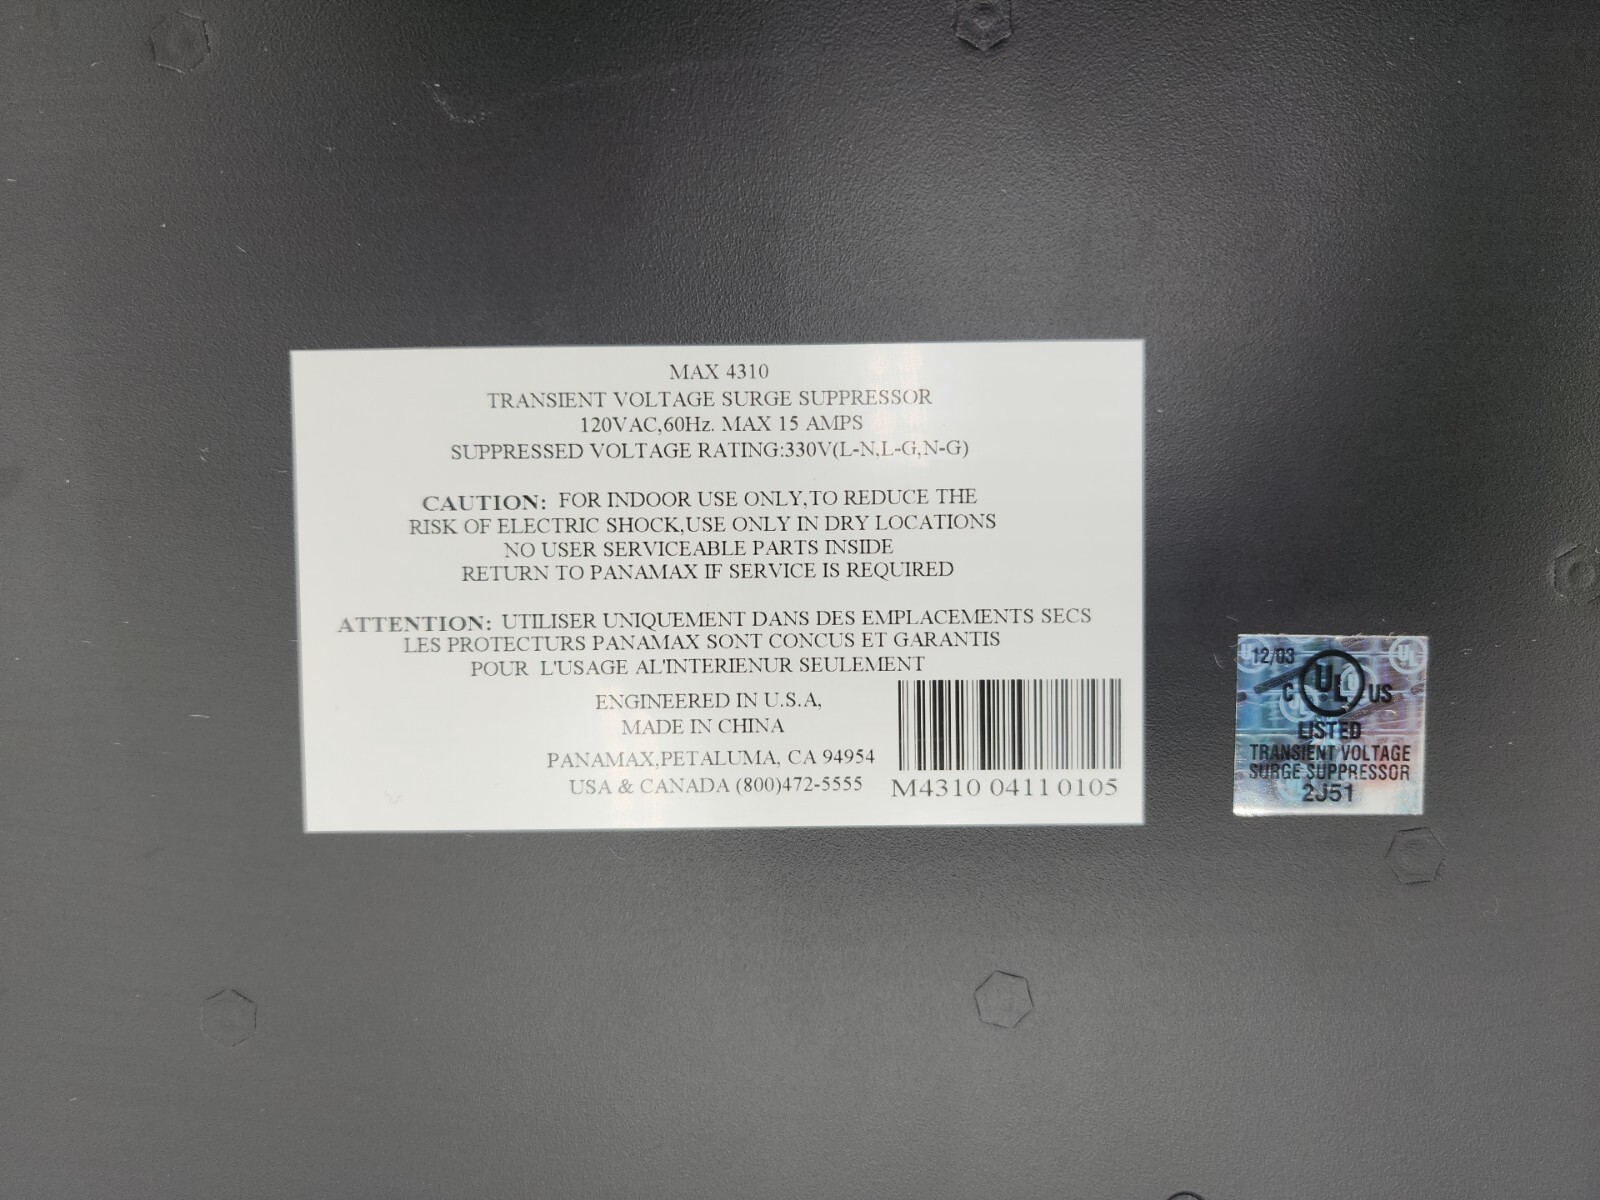 MAX 4310
TRANSIENT VOLTAGE SURGE SUPPRESSOR
120VAC,60Hz. MAX 15 AMPS
SUPPRESSED VOLTAGE RATING:330V(L-N,L-G,N-G)
CAUTION: FOR INDOOR USE ONLY,TO REDUCE THE
RISK OF ELECTRIC SHOCK,USE ONLY IN DRY LOCATIONS
NO USER SERVICEABLE PARTS INSIDE
RETURN TO PANAMAX IF SERVICE IS REQUIRED
ATTENTION: UTILISER UNIQUEMENT DANS DES EMPLACEMENTS SECS
LES PROTECTURS PANAMAX SONT CONCUS ET GARANTIS
POUR L'USAGE AL'INTERIENUR SEULEMENT
ENGINEERED IN U.S.A,
MADE IN CHINA
PANAMAX,PETALUMA, CA 94954
USA & CANADA (800)472-5555
M4310 0411 0105
12/03
C UL US
LISTED
TRANSIENT VOLTAGE
SURGE SUPPRESSOR
2J51